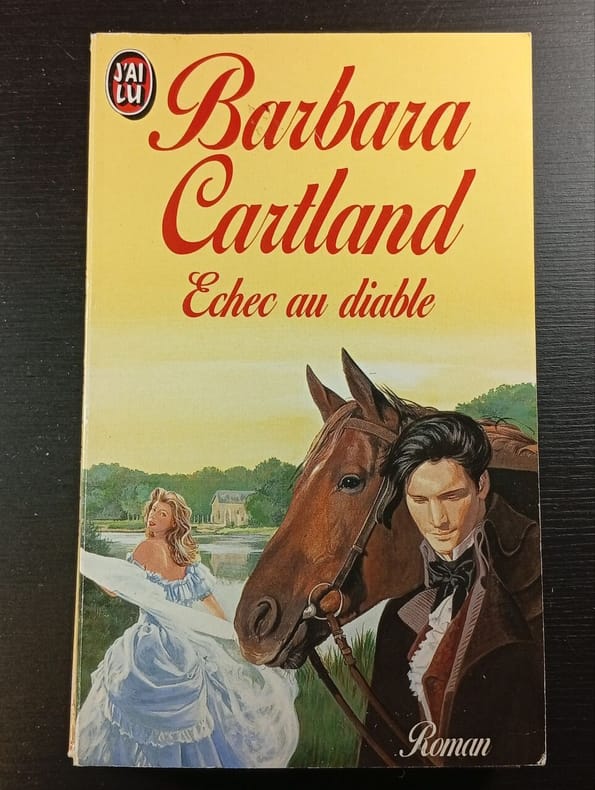 J'AI
LU
Barbara
Cartland
Echec au diable
Roman